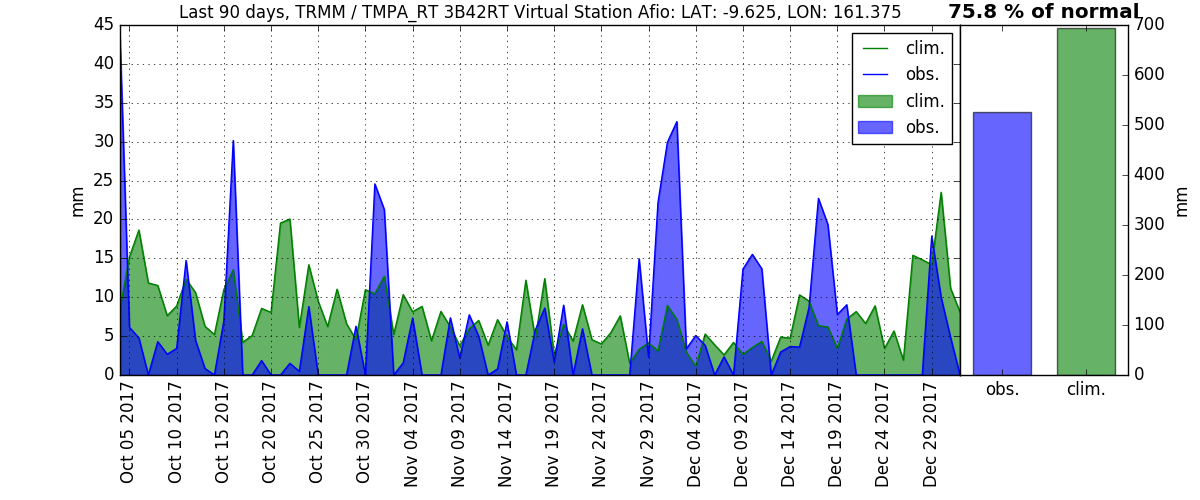 Last 90 days, TRMM / TMPA_RT 3B42RT Virtual Station Afio: LAT: -9.625, LON: 161.375
75.8 % of normal
45
40
35
30
25
20
15
10
5
0
mm
clim.
obs.
clim.
obs.
700
600
500
400
300
200
100
0
mm
obs.
clim.
Oct 05 2017
Oct 10 2017
Oct 15 2017
Oct 20 2017
Oct 25 2017
Oct 30 2017
Nov 04 2017
Nov 09 2017
Nov 14 2017
Nov 19 2017
Nov 24 2017
Nov 29 2017
Dec 04 2017
Dec 09 2017
Dec 14 2017
Dec 19 2017
Dec 24 2017
Dec 29 2017